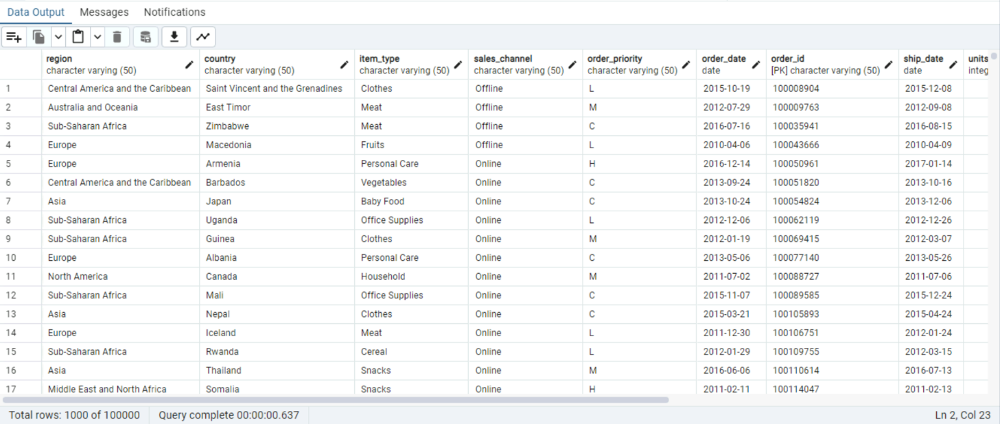 Data Output Messages Notifications
region country item_type sales_channel order_priority order_date order_id ship_date units
character varying (50) character varying (50) character varying (50) character varying (50) character varying (50) date [PK] character varying (50) date integ
1 Central America and the Caribbean Saint Vincent and the Grenadines Clothes Offline L 2015-10-19 100008904 2015-12-08
2 Australia and Oceania East Timor Meat Offline M 2012-07-29 100009763 2012-09-08
3 Sub-Saharan Africa Zimbabwe Meat Offline C 2016-07-16 100035941 2016-08-15
4 Europe Macedonia Fruits Offline L 2010-04-06 100043666 2010-04-09
5 Europe Armenia Personal Care Online H 2016-12-14 100050961 2017-01-14
6 Central America and the Caribbean Barbados Vegetables Online C 2013-09-24 100051820 2013-10-16
7 Asia Japan Baby Food Online C 2013-10-24 100054824 2013-12-06
8 Sub-Saharan Africa Uganda Office Supplies Online L 2012-12-06 100062119 2012-12-26
9 Sub-Saharan Africa Guinea Clothes Online M 2012-01-19 100069415 2012-03-07
10 Europe Albania Personal Care Online C 2013-05-06 100077140 2013-05-26
11 North America Canada Household Online M 2011-07-02 100088727 2011-07-06
12 Sub-Saharan Africa Mali Office Supplies Online C 2015-11-07 100089585 2015-12-24
13 Asia Nepal Clothes Online C 2015-03-21 100105893 2015-04-24
14 Europe Iceland Meat Online L 2011-12-30 100106751 2012-01-24
15 Sub-Saharan Africa Rwanda Cereal Online L 2012-01-29 100109755 2012-03-15
16 Asia Thailand Snacks Online M 2016-06-06 100110614 2016-07-13
17 Middle East and North Africa Somalia Snacks Online H 2011-02-11 100114047 2011-02-13
Total rows: 1000 of 100000 Query complete 00:00:00.637 Ln 2, Col 23